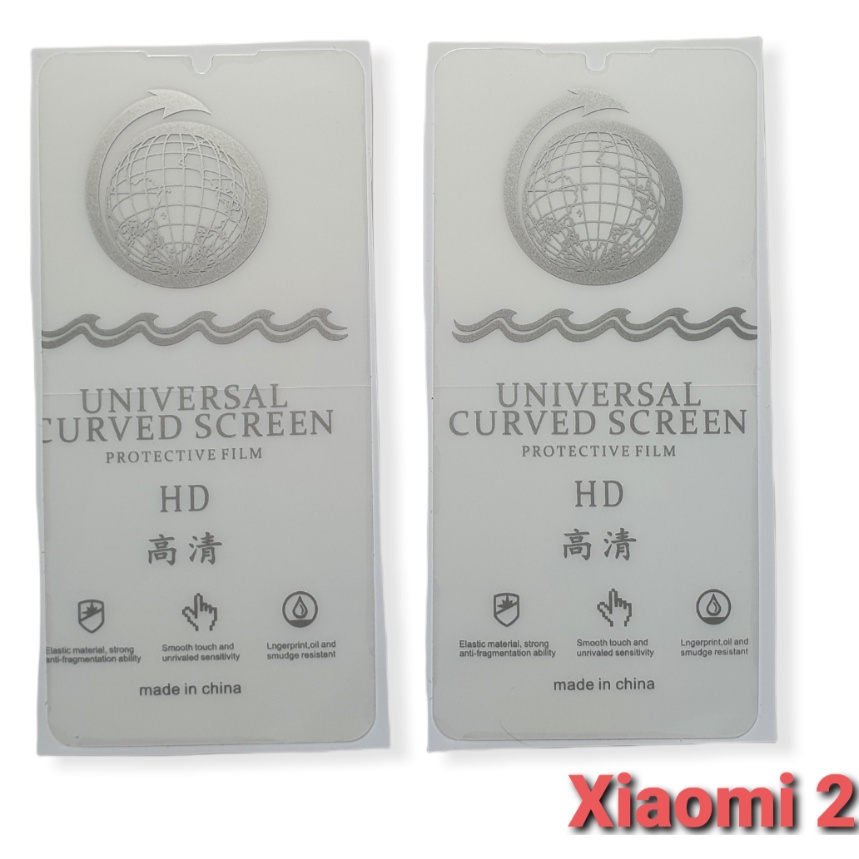 UNIVERSAL
CURVED SCREEN
PROTECTIVE FILM
HD
高清
Elastic material, strong
anti-fragmentation ability
Smooth touch and
unrivaled sensitivity
Lngerprint,oil and
smudge resistant
made in china
UNIVERSAL
CURVED SCREEN
PROTECTIVE FILM
HD
高清
Elastic material, strong
anti-fragmentation ability
Smooth touch and
unrivaled sensitivity
Lngerprint,oil and
smudge resistant
made in china
Xiaomi 2